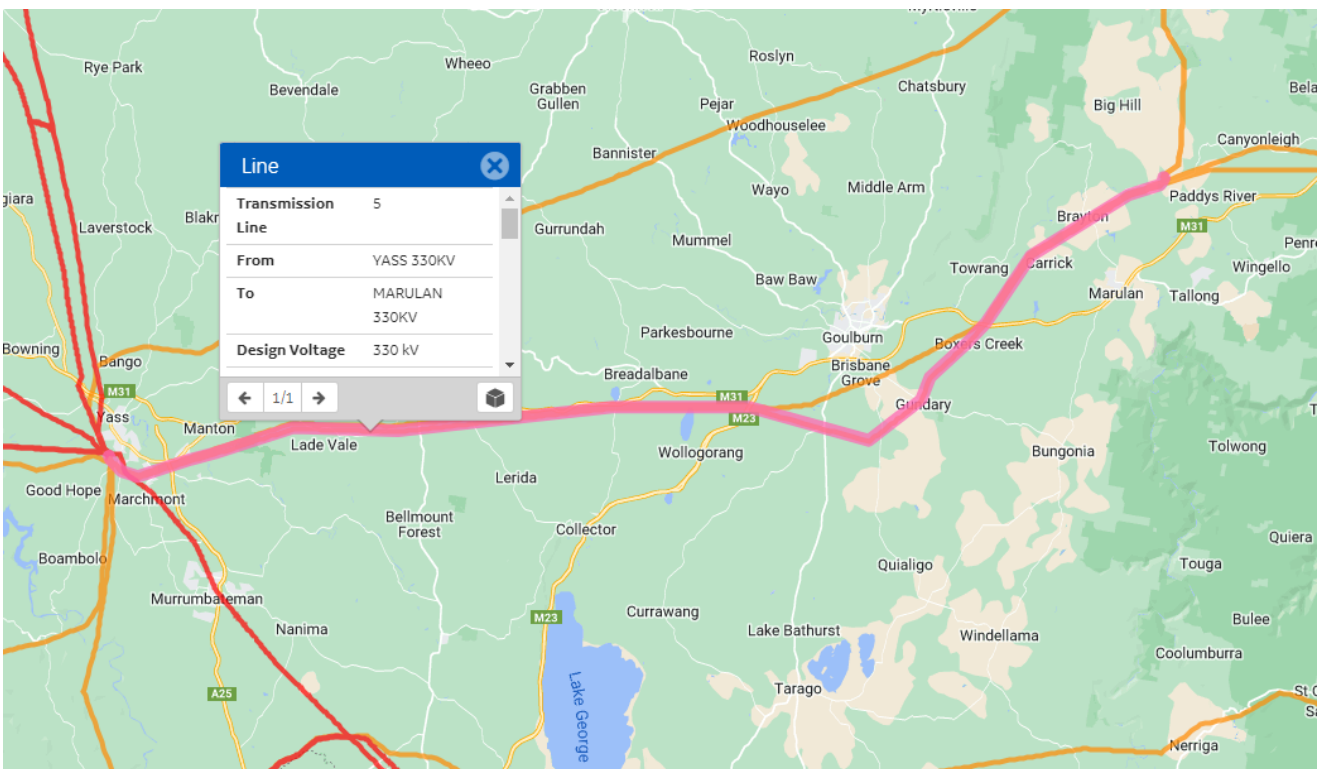 Rye Park
Wheeo
Roslyn
Bevendale
Grabben
Gullen
Chatsbury
Pejar
Big Hill
Woodhouselee
Canyonleigh
Bannister
Line
Transmission
Line
5
From
YASS 330KV
To
MARULAN
330KV
Design Voltage
330 kV
1/1
Wayo
Middle Arm
Paddys River
Laverstock
Brayton
M31
Gurrundah
Mummel
Baw Baw
Towrang
Carrick
Wingello
Marulan
Tallong
Parkesbourne
Goulburn
Boxers Creek
Bowning
Bango
Brisbane
Grove
Breadalbane
M31
M31
Gundary
Yass
M23
Manton
Lade Vale
Wollogorang
Bungonia
Tolwong
Lerida
Good Hope
Marchmont
Bellmount
Forest
Collector
Quiera
Boambolo
Quialigo
Touga
Murrumbateman
Currawang
M23
Bulee
Nanima
Lake Bathurst
Windellama
Coolumburra
A25
Lake George
Tarago
Nerriga